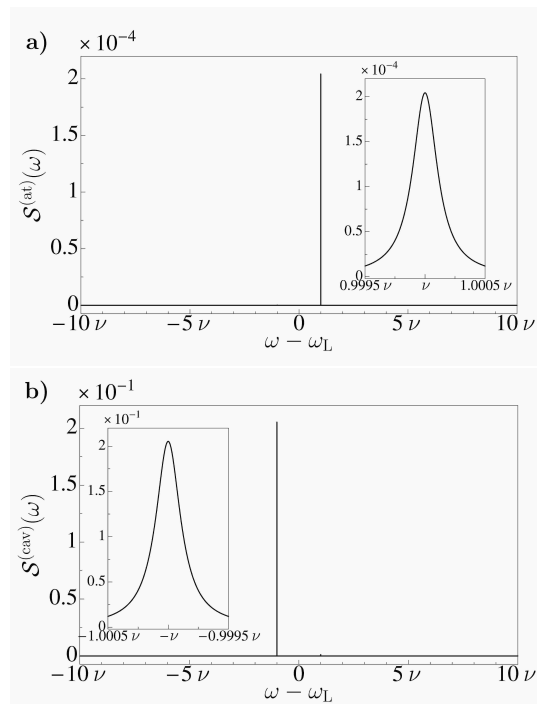 a)
× 10⁻⁴
2
1.5
1
0.5
0
S^(at)(ω)
−10 ν
−5 ν
0
5 ν
10 ν
ω − ω_L
× 10⁻⁴
2
1.5
1
0.5
0
0.9995 ν
ν
1.0005 ν
b)
× 10⁻¹
2
1.5
1
0.5
0
S^(cav)(ω)
−10 ν
−5 ν
0
5 ν
10 ν
ω − ω_L
× 10⁻¹
2
1.5
1
0.5
0
−1.0005 ν
−ν
−0.9995 ν